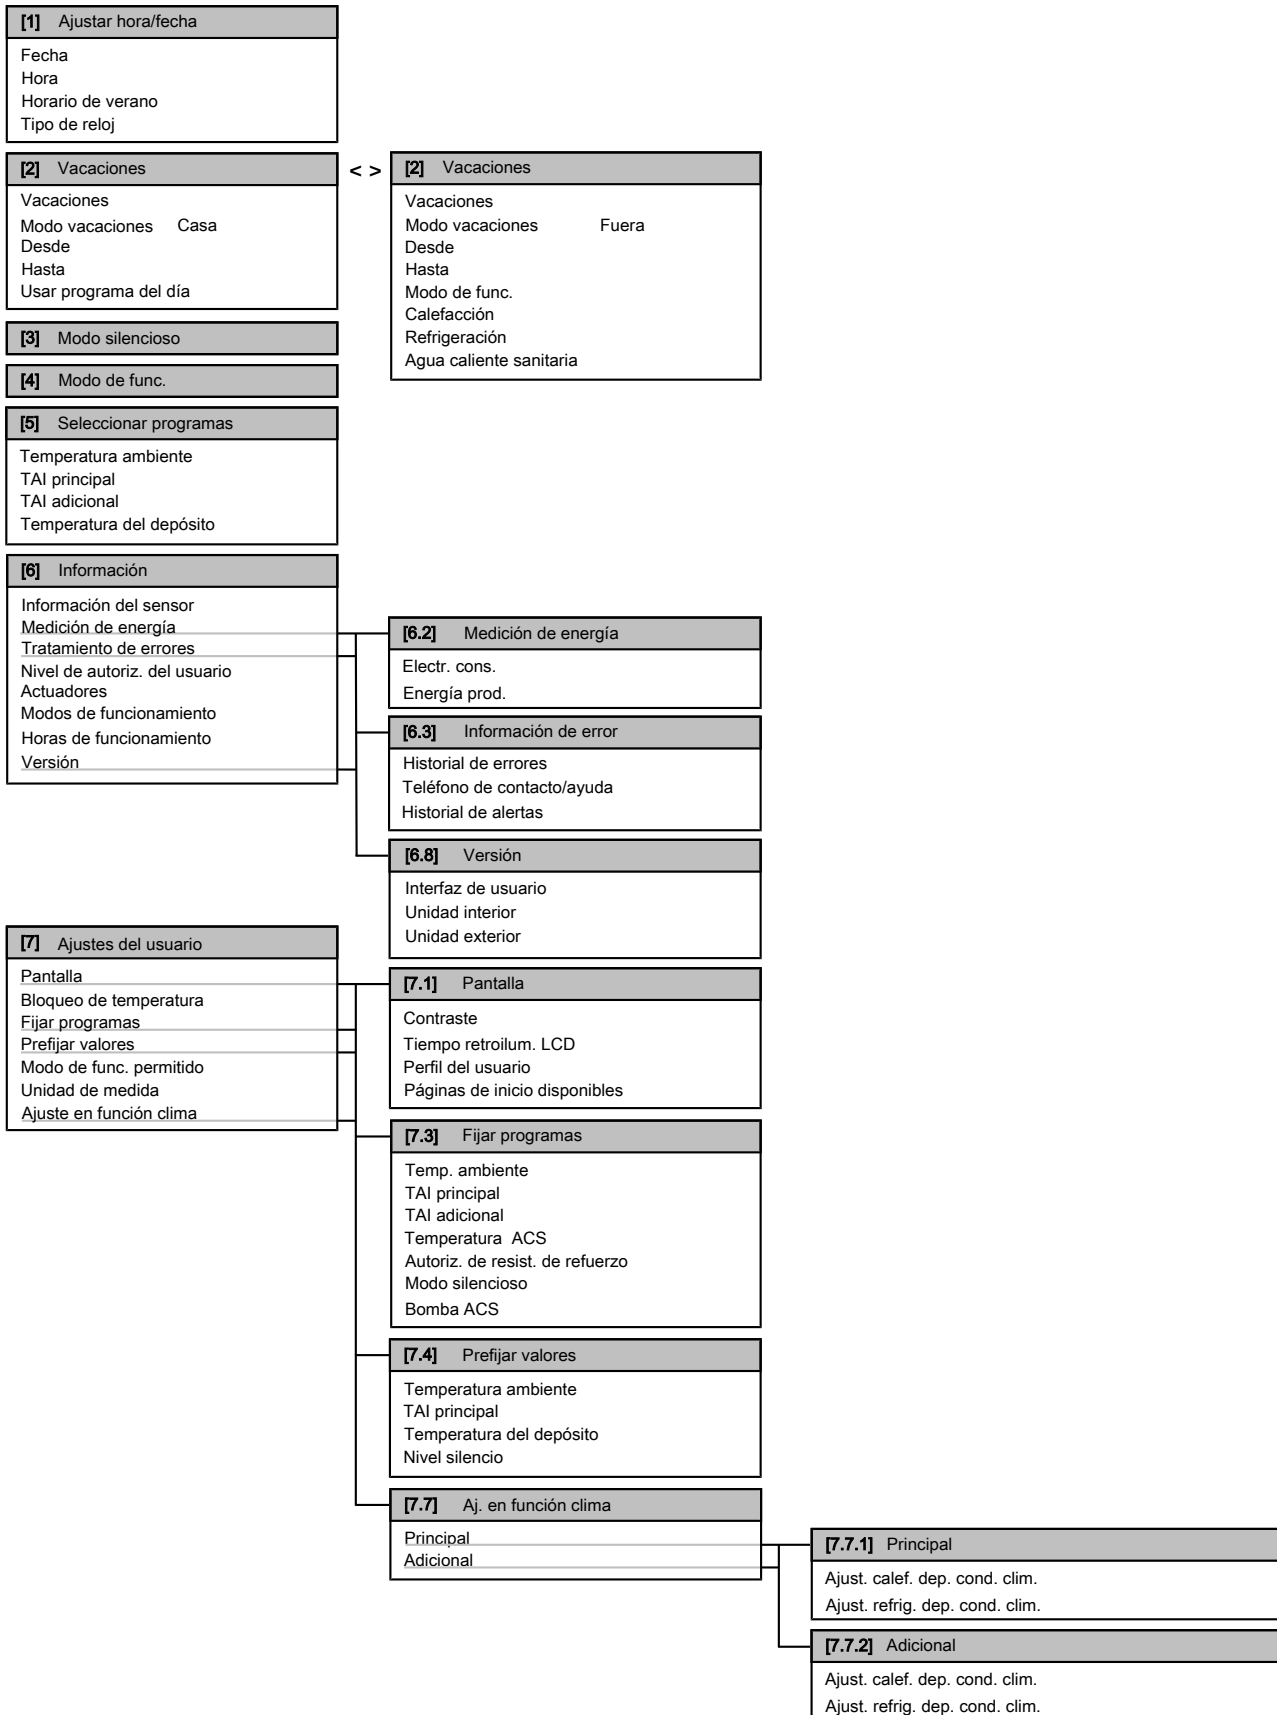 [1] Ajustar hora/fecha
Fecha
Hora
Horario de verano
Tipo de reloj
[2] Vacaciones
Vacaciones
Modo vacaciones Casa
Desde
Hasta
Usar programa del día
< >
[2] Vacaciones
Vacaciones
Modo vacaciones Fuera
Desde
Hasta
Modo de func.
Calefacción
Refrigeración
Agua caliente sanitaria
[3] Modo silencioso
[4] Modo de func.
[5] Seleccionar programas
Temperatura ambiente
TAI principal
TAI adicional
Temperatura del depósito
[6] Información
Información del sensor
Medición de energía
Tratamiento de errores
Nivel de autoriz. del usuario
Actuadores
Modos de funcionamiento
Horas de funcionamiento
Versión
[6.2] Medición de energía
Electr. cons.
Energía prod.
[6.3] Información de error
Historial de errores
Teléfono de contacto/ayuda
Historial de alertas
[6.8] Versión
Interfaz de usuario
Unidad interior
Unidad exterior
[7] Ajustes del usuario
Pantalla
Bloqueo de temperatura
Fijar programas
Prefijar valores
Modo de func. permitido
Unidad de medida
Ajuste en función clima
[7.1] Pantalla
Contraste
Tiempo retroilum. LCD
Perfil del usuario
Páginas de inicio disponibles
[7.3] Fijar programas
Temp. ambiente
TAI principal
TAI adicional
Temperatura ACS
Autoriz. de resist. de refuerzo
Modo silencioso
Bomba ACS
[7.4] Prefijar valores
Temperatura ambiente
TAI principal
Temperatura del depósito
Nivel silencio
[7.7] Aj. en función clima
Principal
Adicional
[7.7.1] Principal
Ajust. calef. dep. cond. clim.
Ajust. refrig. dep. cond. clim.
[7.7.2] Adicional
Ajust. calef. dep. cond. clim.
Ajust. refrig. dep. cond. clim.